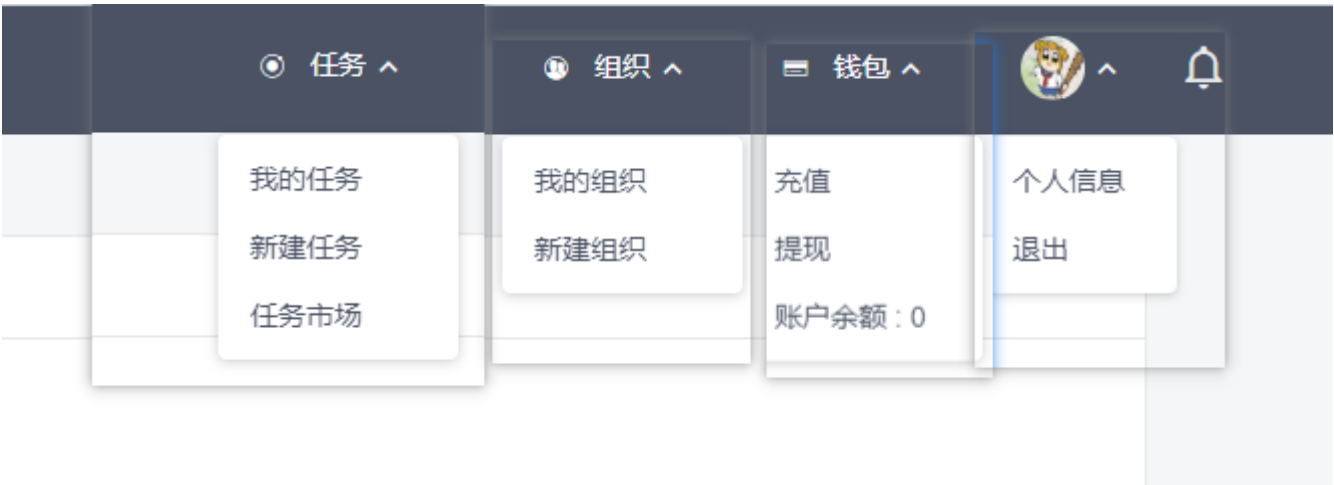 任务 组织 钱包
我的任务 我的组织 充值 个人信息
新建任务 新建组织 提现 退出
任务市场 账户余额 : 0